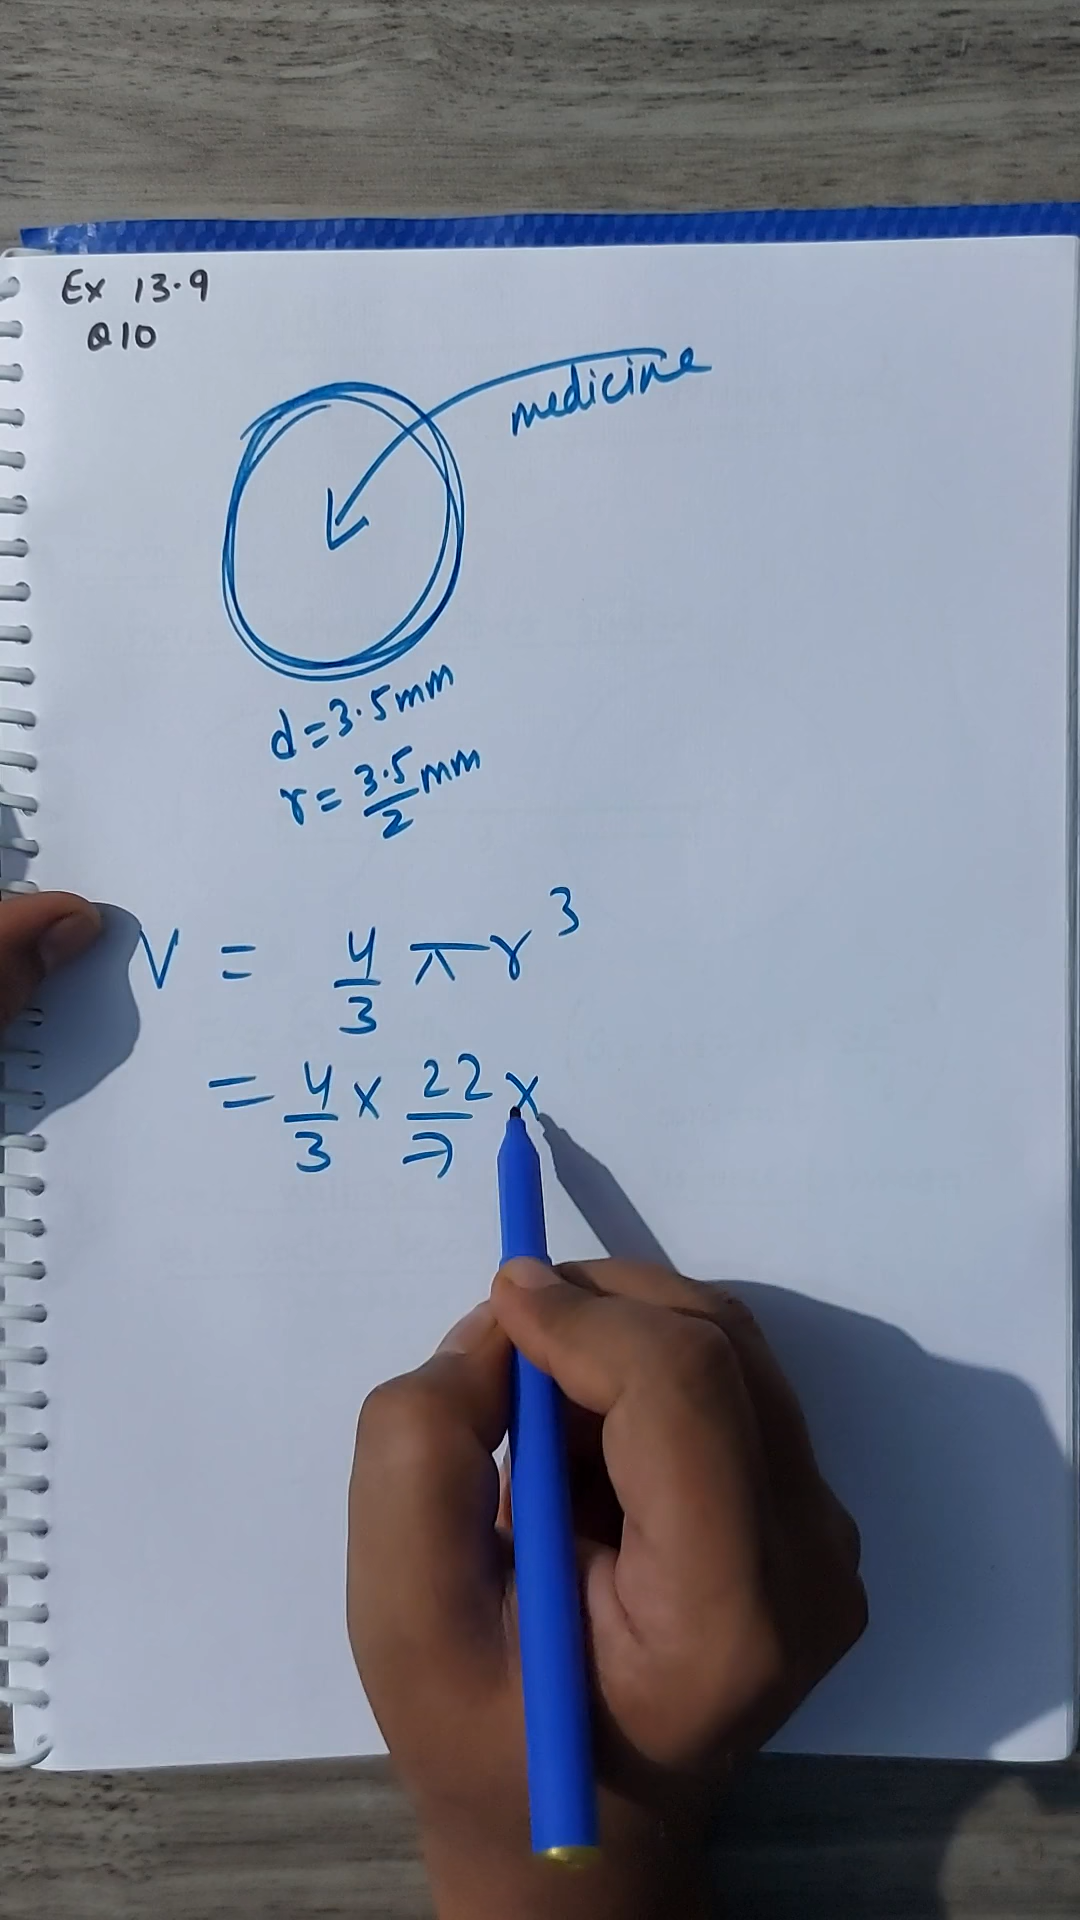 Ex 13.9
Q10
medicine
d=3.5mm
r=3.5/2 mm
V = 4/3 πr³
= 4/3 x 22/7 x